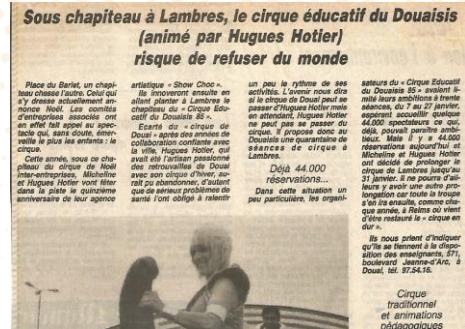 Sous chapiteau à Lambres, le cirque éducatif du Douaisis
(animé par Hugues Hotier)
risque de refuser du monde
Place du Barlet, un chapi-
teau chesse l'autre. Celui qui
s'y dresse actuellement an-
nonce Noël. Les comités
d'entreprises associés ont
en effet fait appel au spec-
tacle qui, sans doute, émer-
veille le plus les enfants : le
cirque.
Cette année, sous ce cha-
piteau du cirque de Noël
inter-entreprises, Micheline
et Hugues Hotier vont fêter
dans la piste le quinzième
anniversaire de leur agence
artistique « Show Choc ».
Ils innoveront ensuite en
allant planter à Lambres le
chapiteau du « Cirque Edu-
catif du Douaisis 85 ».
Ecarté du « cirque de
Douai » après des années de
collaboration confiante avec
la ville, Hugues Hotier, qui
avait été l'artisan passionné
des retrouvailles de Douai
avec son cirque d'hiver, au-
rait pu abandonner, d'autant
que de sérieux problèmes de
santé l'ont obligé à ralentir
un peu le rythme de ses
activités. L'avenir nous dira
si le cirque de Douai peut se
passer d'Hugues Hotier mais
en attendant, Hugues Hotier
ne peut pas se passer du
cirque. Il propose donc au
Douaisis une quarantaine de
séances de cirque à
Lambres.
Déjà 44.000
réservations...
Dans cette situation un
peu particulière, les organi-
sateurs du « Cirque Educatif
du Douaisis 85 » avaient li-
mité leurs ambitions à trente
séances, du 7 au 27 janvier,
espérant accueillir quelque
44.000 spectateurs ce qui,
déjà, pouvait paraître ambi-
tieux. Mais il y a 44.000
réservations aujourd'hui et
Micheline et Hugues Hotier
ont décidé de prolonger le
cirque de Lambres jusqu'au
31 janvier. Il ne pourra d'ail-
leurs y avoir une autre pro-
longation car toute la troupe
s'en ira ensuite, comme cha-
que année, à Reims où vient
d'être restauré le « cirque en
dur ».
Ils nous prient d'indiquer
qu'ils se tiennent à la dispo-
sition des enseignants, 571,
boulevard Jeanne-d'Arc, à
Douai, tél. 97.54.16.
Cirque
traditionnel
et animations
pédagogiques